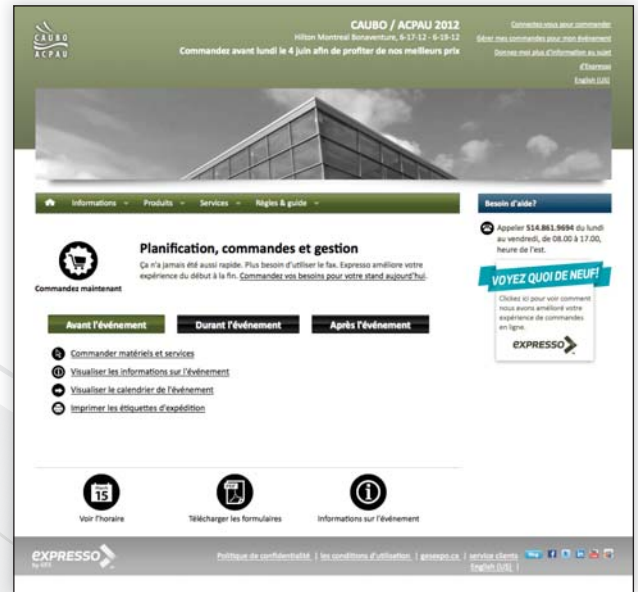 CAUBO
ACPAU
CAUBO / ACPAU 2012
Hilton Montreal Bonaventure, 6-17-12 - 6-19-12
Commandez avant lundi le 4 juin afin de profiter de nos meilleurs prix
Connectez-vous pour commander
Gérer mes commandes pour mon événement
Donnez-moi plus d'information au sujet
d'Expresso
English (US)
Informations
Produits
Services
Règles & guide
Commandez maintenant
Planification, commandes et gestion
Ça n'a jamais été aussi rapide. Plus besoin d'utiliser le fax. Expresso améliore votre
expérience du début à la fin. Commandez vos besoins pour votre stand aujourd'hui.
Avant l'événement
Durant l'événement
Après l'événement
Commander matériels et services
Visualiser les informations sur l'événement
Visualiser le calendrier de l'événement
Imprimer les étiquettes d'expédition
Besoin d'aide?
Appeler 514.861.9694 du lundi
au vendredi, de 08.00 à 17.00,
heure de l'est.
VOYEZ QUOI DE NEUF!
Clickez ici pour voir comment
nous avons amélioré votre
expérience de commandes
en ligne.
EXPRESSO
15
Voir l'horaire
PDF
Télécharger les formulaires
Informations sur l'événement
EXPRESSO
by GES
Politique de confidentialité | les conditions d'utilisation | gesexpo.ca | service clients
English (US) |